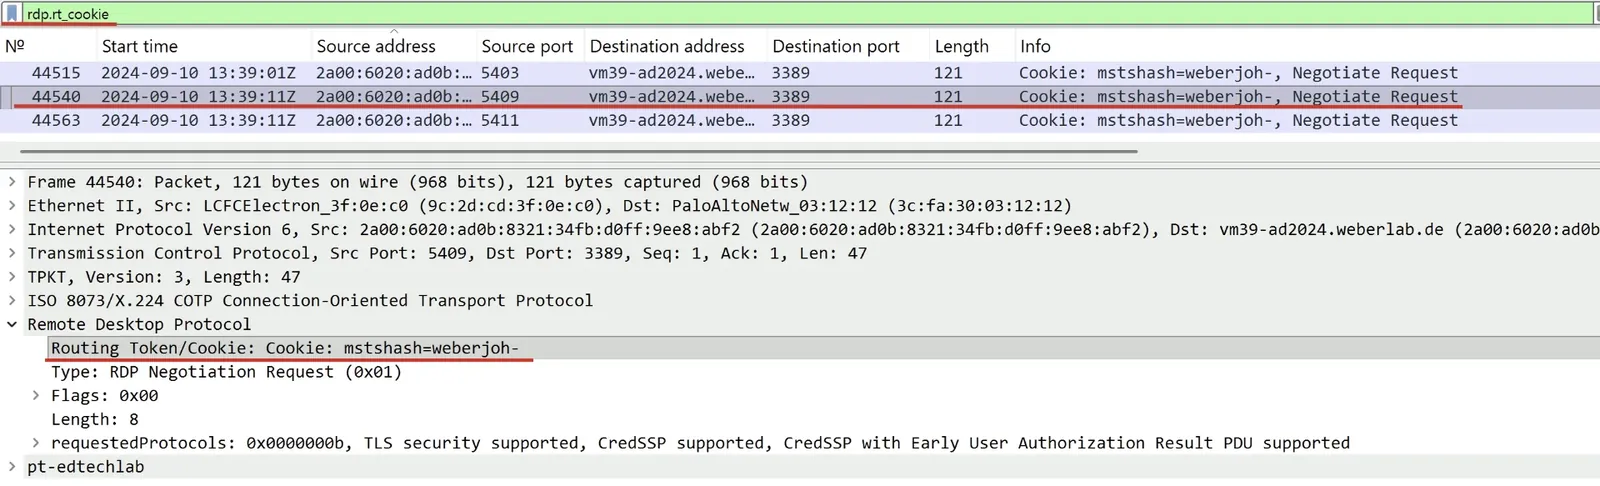 rdp.rt_cookie
№ Start time Source address Source port Destination address Destination port Length Info
44515 2024-09-10 13:39:01Z 2a00:6020:ad0b:… 5403 vm39-ad2024.webe… 3389 121 Cookie: mstshash=weberjoh-, Negotiate Request
44540 2024-09-10 13:39:11Z 2a00:6020:ad0b:… 5409 vm39-ad2024.webe… 3389 121 Cookie: mstshash=weberjoh-, Negotiate Request
44563 2024-09-10 13:39:11Z 2a00:6020:ad0b:… 5411 vm39-ad2024.webe… 3389 121 Cookie: mstshash=weberjoh-, Negotiate Request
Frame 44540: Packet, 121 bytes on wire (968 bits), 121 bytes captured (968 bits)
Ethernet II, Src: LCFCElectron_3f:0e:c0 (9c:2d:cd:3f:0e:c0), Dst: PaloAltoNetw_03:12:12 (3c:fa:30:03:12:12)
Internet Protocol Version 6, Src: 2a00:6020:ad0b:8321:34fb:d0ff:9ee8:abf2 (2a00:6020:ad0b:8321:34fb:d0ff:9ee8:abf2), Dst: vm39-ad2024.weberlab.de (2a00:6020:ad0b
Transmission Control Protocol, Src Port: 5409, Dst Port: 3389, Seq: 1, Ack: 1, Len: 47
TPKT, Version: 3, Length: 47
ISO 8073/X.224 COTP Connection-Oriented Transport Protocol
Remote Desktop Protocol
Routing Token/Cookie: Cookie: mstshash=weberjoh-
Type: RDP Negotiation Request (0x01)
Flags: 0x00
Length: 8
requestedProtocols: 0x0000000b, TLS security supported, CredSSP supported, CredSSP with Early User Authorization Result PDU supported
pt-edtechlab